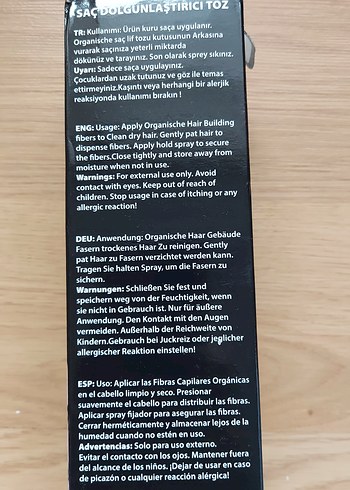 SAÇ DOLGUNLAŞTIRICI TOZ
TR: Kullanımı: Ürün kuru saça uygulanır.
Organische saç lif tozu kutusunun Arkasına
vurarak saçınıza yeterli miktarda
dökünüz ve tarayınız. Son olarak sprey sıkınız.
Uyarı: Sadece saça uygulayınız.
Çocuklardan uzak tutunuz ve göz ile temas
ettirmeyiniz.Kaşıntı veya herhangi bir alerjik
reaksiyonda kullanımı bırakın !
ENG: Usage: Apply Organische Hair Building
fibers to Clean dry hair. Gently pat hair to
dispense fibers. Apply hold spray to secure
the fibers.Close tightly and store away from
moisture when not in use.
Warnings: For external use only. Avoid
contact with eyes. Keep out of reach of
children. Stop usage in case of itching or any
allergic reaction!
DEU: Anwendung: Organische Haar Gebäude
Fasern trockenes Haar Zu reinigen. Gently
pat Haar zu Fasern verzichtet werden kann.
Tragen Sie halten Spray, um die Fasern zu
sichern.
Warnungen: Schließen Sie fest und
speichern weg von der Feuchtigkeit, wenn
sie nicht in Gebrauch ist. Nur für äußere
Anwendung. Den Kontakt mit den Augen
vermeiden. Außerhalb der Reichweite von
Kindern.Gebrauch bei Juckreiz oder jeglicher
allergischer Reaktion einstellen!
ESP: Uso: Aplicar las Fibras Capilares Orgánicas
en el cabello limpio y seco. Presionar
suavemente el cabello para distribuir las fibras.
Aplicar spray fijador para asegurar las fibras.
Cerrar herméticamente y almacenar lejos de la
humedad cuando no estén en uso.
Advertencias: Solo para uso externo.
Evitar el contacto con los ojos. Mantener fuera
del alcance de los niños. ¡Dejar de usar en caso
de picazón o cualquier reacción alérgica!